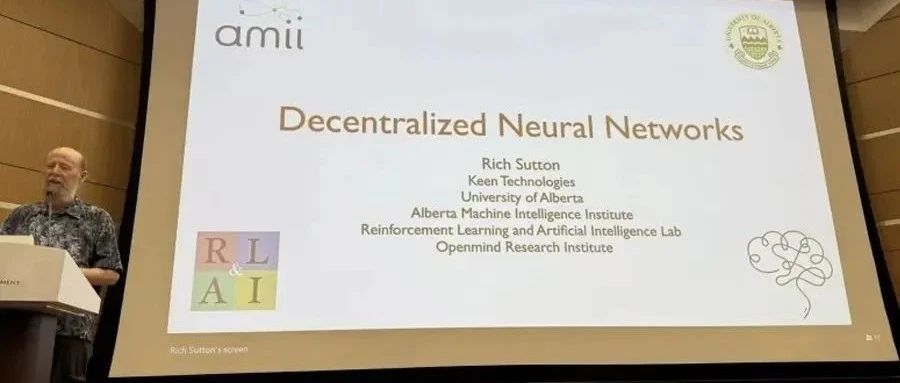 amii
UNIVERSITY OF ALBERTA
Decentralized Neural Networks
Rich Sutton
Keen Technologies
University of Alberta
Alberta Machine Intelligence Institute
Reinforcement Learning and Artificial Intelligence Lab
Openmind Research Institute
R L
&
A I
MENT
Rich Sutton's screen